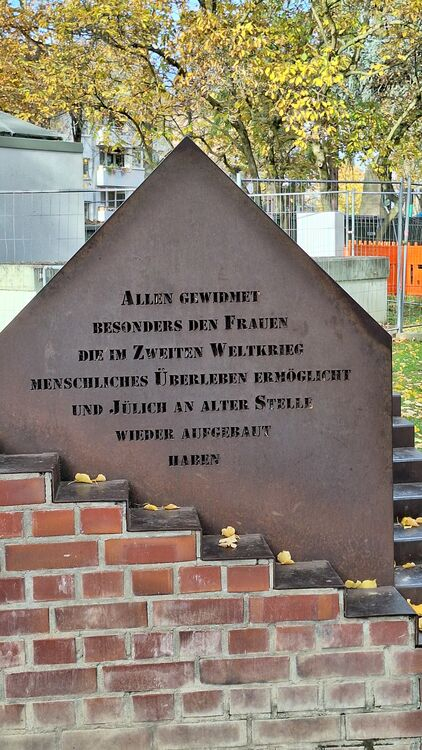 Allen gewidmet
besonders den Frauen
die im Zweiten Weltkrieg
menschliches Überleben ermöglicht
und Jülich an alter Stelle
wieder aufgebaut
haben